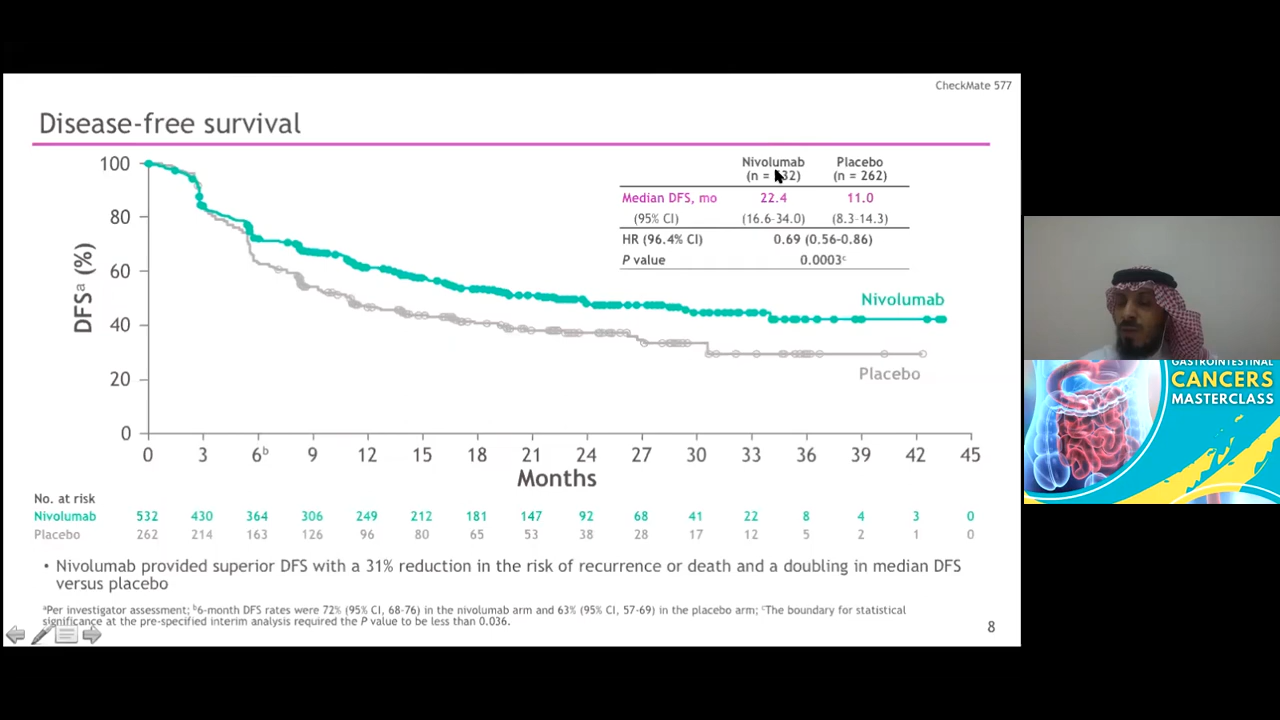 CheckMate 577
Disease-free survival
Nivolumab Placebo
(n = 532) (n = 262)
Median DFS, mo 22.4 11.0
(95% CI) (16.6-34.0) (8.3-14.3)
HR (96.4% CI) 0.69 (0.56-0.86)
P value 0.0003ᶜ
DFSᵃ (%)
100
80
60
40
20
0
Nivolumab
Placebo
0 3 6ᵇ 9 12 15 18 21 24 27 30 33 36 39 42 45
Months
No. at risk
Nivolumab 532 430 364 306 249 212 181 147 92 68 41 22 8 4 3 0
Placebo 262 214 163 126 96 80 65 53 38 28 17 12 5 2 1 0
• Nivolumab provided superior DFS with a 31% reduction in the risk of recurrence or death and a doubling in median DFS
versus placebo
ᵃPer investigator assessment; ᵇ6-month DFS rates were 72% (95% CI, 68-76) in the nivolumab arm and 63% (95% CI, 57-69) in the placebo arm; ᶜThe boundary for statistical
significance at the pre-specified interim analysis required the P value to be less than 0.036.
8
GASTROINTESTINAL
CANCERS
MASTERCLASS